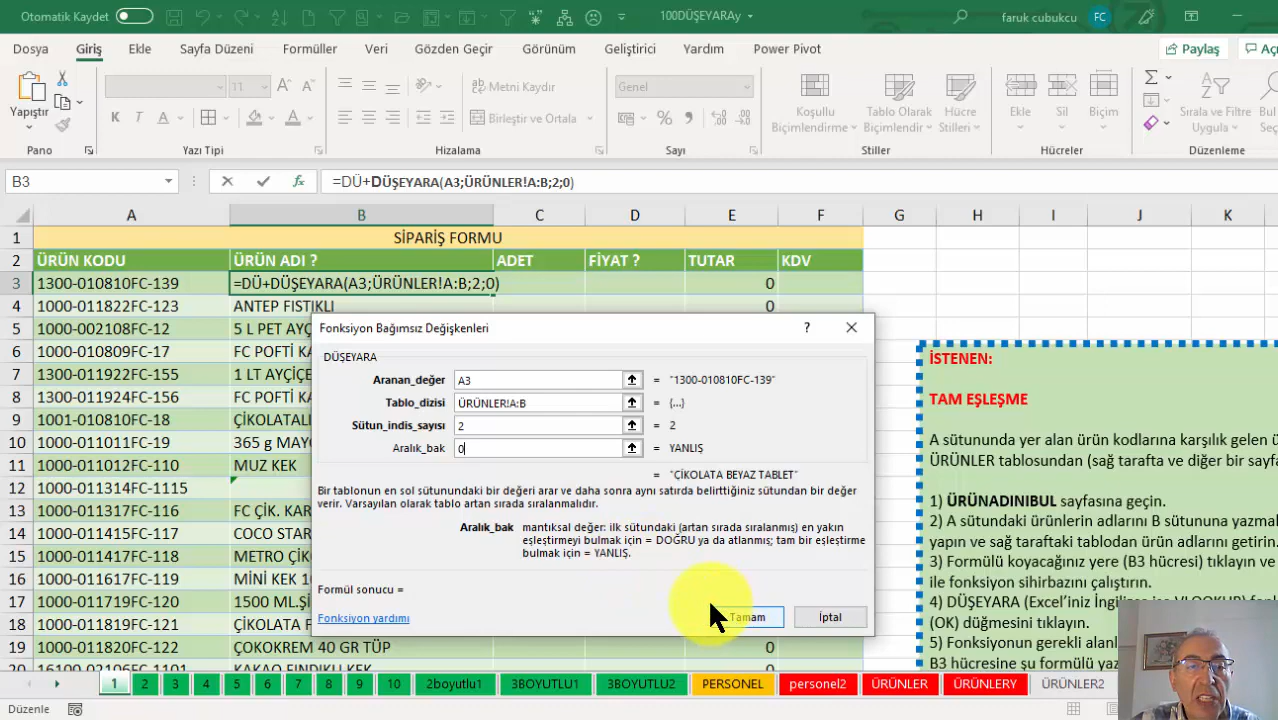 Otomatik Kaydet
100DÜŞEYARAy
faruk cubukcu FC
Dosya Giriş Ekle Sayfa Düzeni Formüller Veri Gözden Geçir Görünüm Geliştirici Yardım Power Pivot Paylaş
Yapıştır
11
K T A
Metni Kaydır
Birleştir ve Ortala
Genel
Koşullu Biçimlendirme
Tablo Olarak Biçimlendir
Hücre Stilleri
Ekle Sil Biçim
Sırala ve Filtre Uygula
Pano Yazı Tipi Hizalama Sayı Stiller Hücreler Düzenleme
B3 =DÜ+DÜŞEYARA(A3;ÜRÜNLER!A:B;2;0)
A B C D E F G H I J K
1 SİPARİŞ FORMU
2 ÜRÜN KODU ÜRÜN ADI ? ADET FİYAT ? TUTAR KDV
3 1300-010810FC-139 =DÜ+DÜŞEYARA(A3;ÜRÜNLER!A:B;2;0) 0
4 1000-011819FC-123 ANTEP FISTIKLI 0
5 1000-002108FC-12 5 L PET AYÇ
6 1000-010809FC-17 FC POFTİ KA
7 1000-011922FC-155 1 LT AYÇİÇE
8 1300-011924FC-156 FC POFTİ KA
9 1001-010810FC-18 ÇİKOLATAL
10 1000-011011FC-19 365 g MAYO
11 1000-011012FC-110 MUZ KEK
12 1000-011314FC-1115
13 1000-011316FC-116 FC ÇİK. KAR
14 1000-011415FC-117 COCO STAR
15 1000-011417FC-118 METRO ÇİK
16 1000-011617FC-119 MİNİ KEK 10
17 1000-011719FC-120 1500 ML.Şİ
18 1000-011819FC-121 ÇOKOKREM
19 1000-011820FC-122 ÇOKOKREM 40 GR TÜP 0
20 16100-02106FC-1101 KAKAO FINDIKLI KEK
Fonksiyon Bağımsız Değişkenleri ?
DÜŞEYARA
Aranan_değer A3 = "1300-010810FC-139"
Tablo_dizisi ÜRÜNLER!A:B = {...}
Sütun_indis_sayısı 2 = 2
Aralık_bak 0 = YANLIŞ
= "ÇİKOLATA BEYAZ TABLET"
Bir tablonun en sol sütunundaki bir değeri arar ve daha sonra aynı satırda belirttiğiniz sütundan bir değer
verir. Varsayılan olarak tablo artan sırada sıralanmalıdır.
Aralık_bak mantıksal değer: ilk sütundaki (artan sırada sıralanmış) en yakın
eşleştirmeyi bulmak için = DOĞRU ya da atlanmış; tam bir eşleştirme
bulmak için = YANLIŞ.
Formül sonucu =
Fonksiyon yardımı Tamam İptal
İSTENEN:
TAM EŞLEŞME
A sütununda yer alan ürün kodlarına karşılık gelen ü
ÜRÜNLER tablosundan (sağ tarafta ve diğer bir sayfa
1) ÜRÜNADINIBUL sayfasına geçin.
2) A sütundaki ürünlerin adlarını B sütununa yazma
yapın ve sağ taraftaki tablodan ürün adlarını getirin.
3) Formülü koyacağınız yere (B3 hücresi) tıklayın ve
ile fonksiyon sihirbazını çalıştırın.
4) DÜŞEYARA (Excel'iniz İngilizce ise VLOOKUP) fon
(OK) düğmesini tıklayın.
5) Fonksiyonun gerekli alanl
B3 hücresine şu formülü yaz
1 2 3 4 5 6 7 8 9 10 2boyutlu1 3BOYUTLU1 3BOYUTLU2 PERSONEL personel2 ÜRÜNLER ÜRÜNLERY ÜRÜNLER2
Düzenle